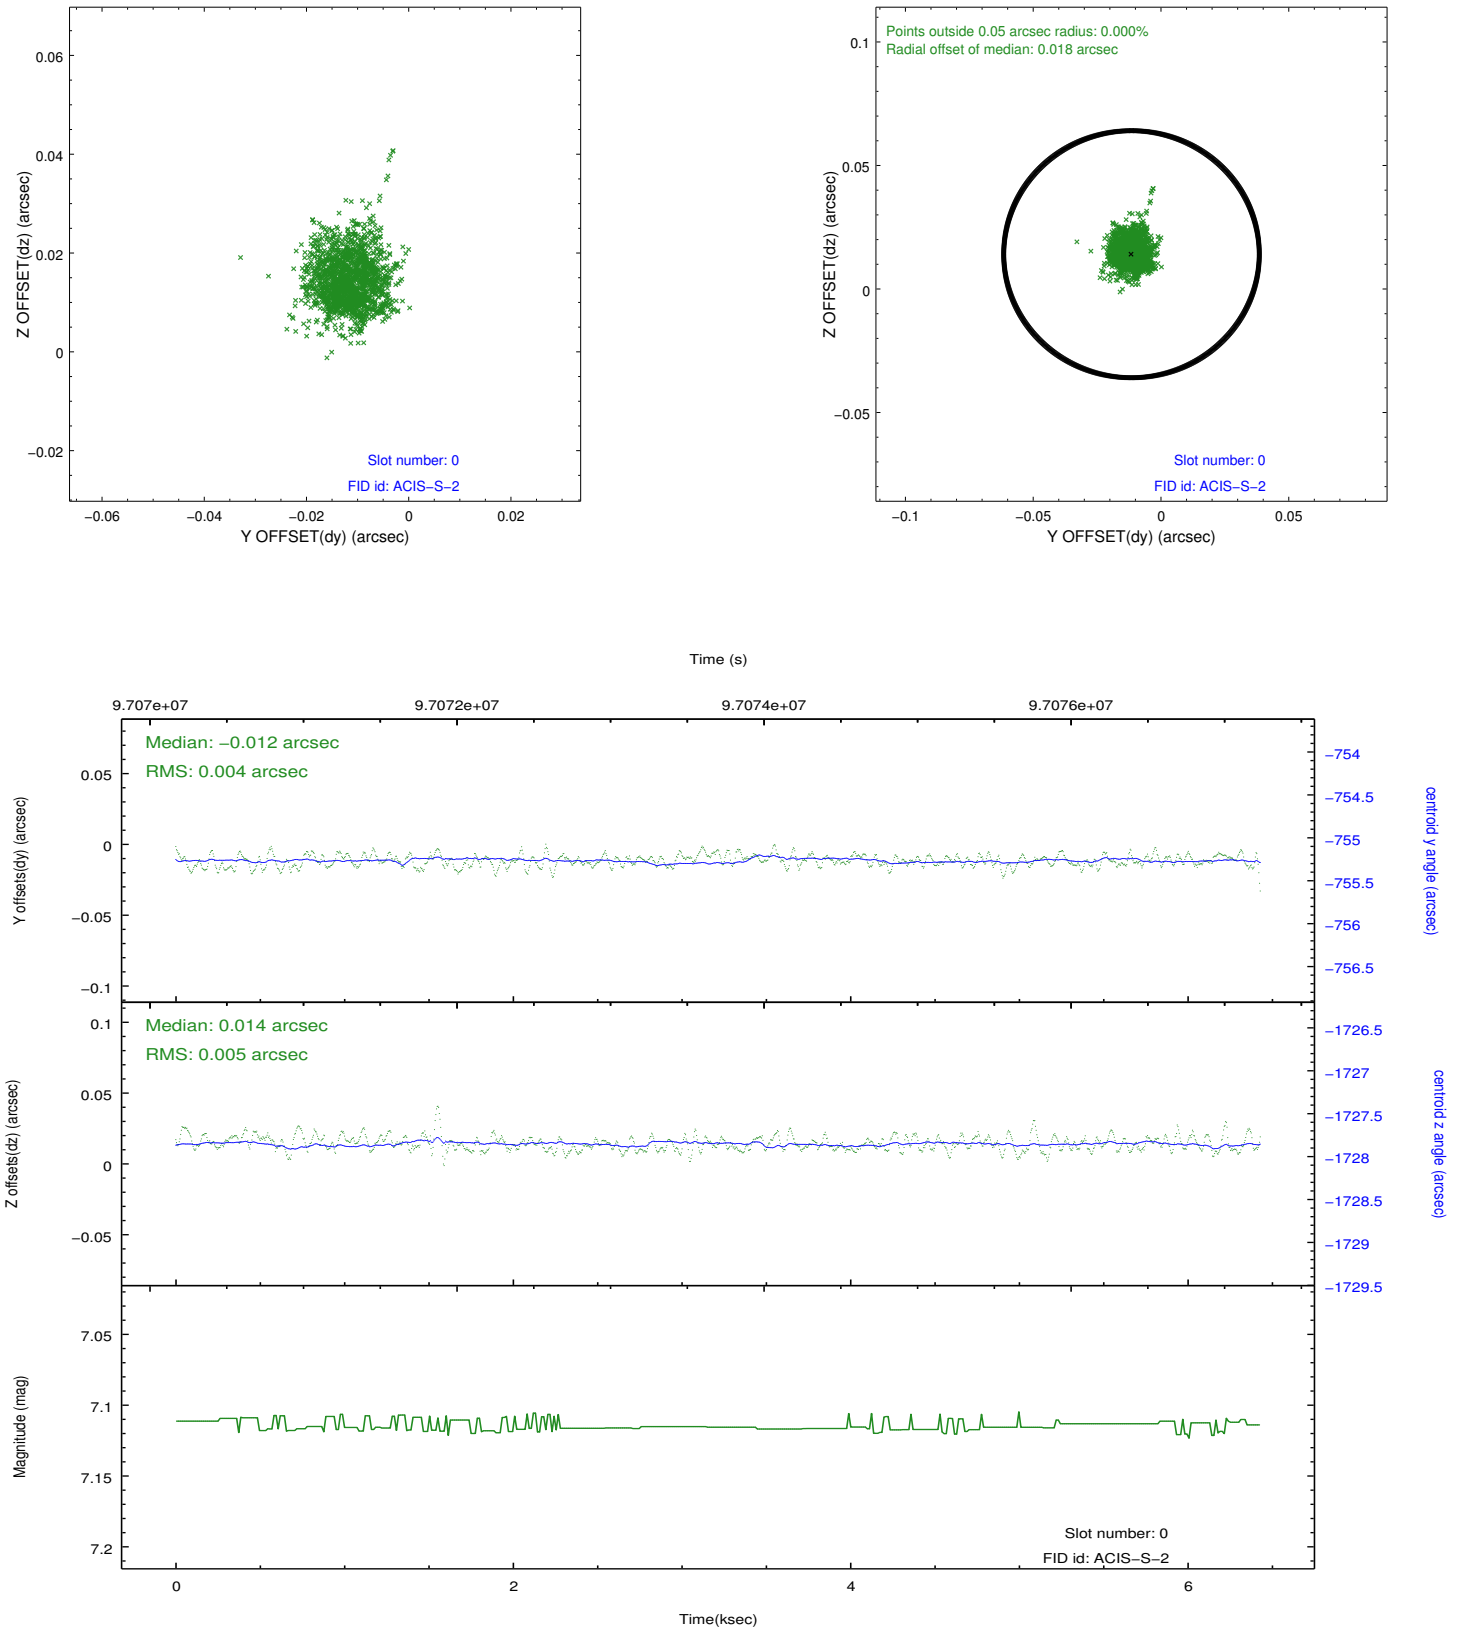 0.06
0.04
0.02
0
−0.02
Z OFFSET(dz) (arcsec)
Slot number: 0
FID id: ACIS−S−2
−0.06
−0.04
−0.02
0
0.02
Y OFFSET(dy) (arcsec)
Points outside 0.05 arcsec radius: 0.000%
Radial offset of median: 0.018 arcsec
0.1
0.05
0
−0.05
Z OFFSET(dz) (arcsec)
Slot number: 0
FID id: ACIS−S−2
−0.1
−0.05
0
0.05
Y OFFSET(dy) (arcsec)
Time (s)
9.707e+07
9.7072e+07
9.7074e+07
9.7076e+07
Median: −0.012 arcsec
RMS: 0.004 arcsec
0.05
0
−0.05
−0.1
Y offsets(dy) (arcsec)
−754
−754.5
−755
−755.5
−756
−756.5
centroid y angle (arcsec)
Median: 0.014 arcsec
RMS: 0.005 arcsec
0.1
0.05
0
−0.05
Z offsets(dz) (arcsec)
−1726.5
−1727
−1727.5
−1728
−1728.5
−1729
−1729.5
centroid z angle (arcsec)
7.05
7.1
7.15
7.2
Magnitude (mag)
Slot number: 0
FID id: ACIS−S−2
0
2
4
6
Time(ksec)